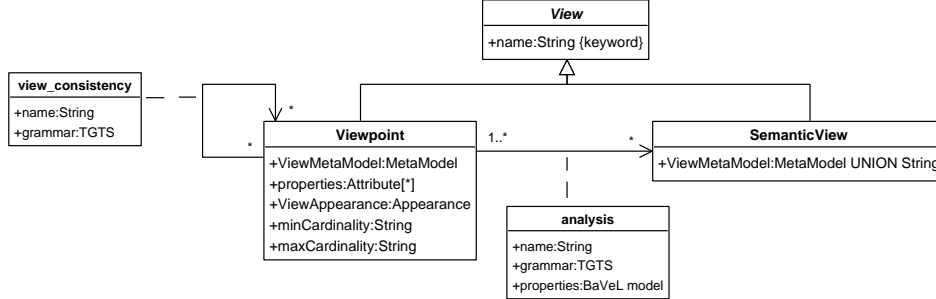 View
+name:String {keyword}
view_consistency
+name:String
+grammar:TGTS
*
*
Viewpoint
+ViewMetaModel:MetaModel
+properties:Attribute[*]
+ViewAppearance:Appearance
+minCardinality:String
+maxCardinality:String
1..*
*
SemanticView
+ViewMetaModel:MetaModel UNION String
analysis
+name:String
+grammar:TGTS
+properties:BaVeL model